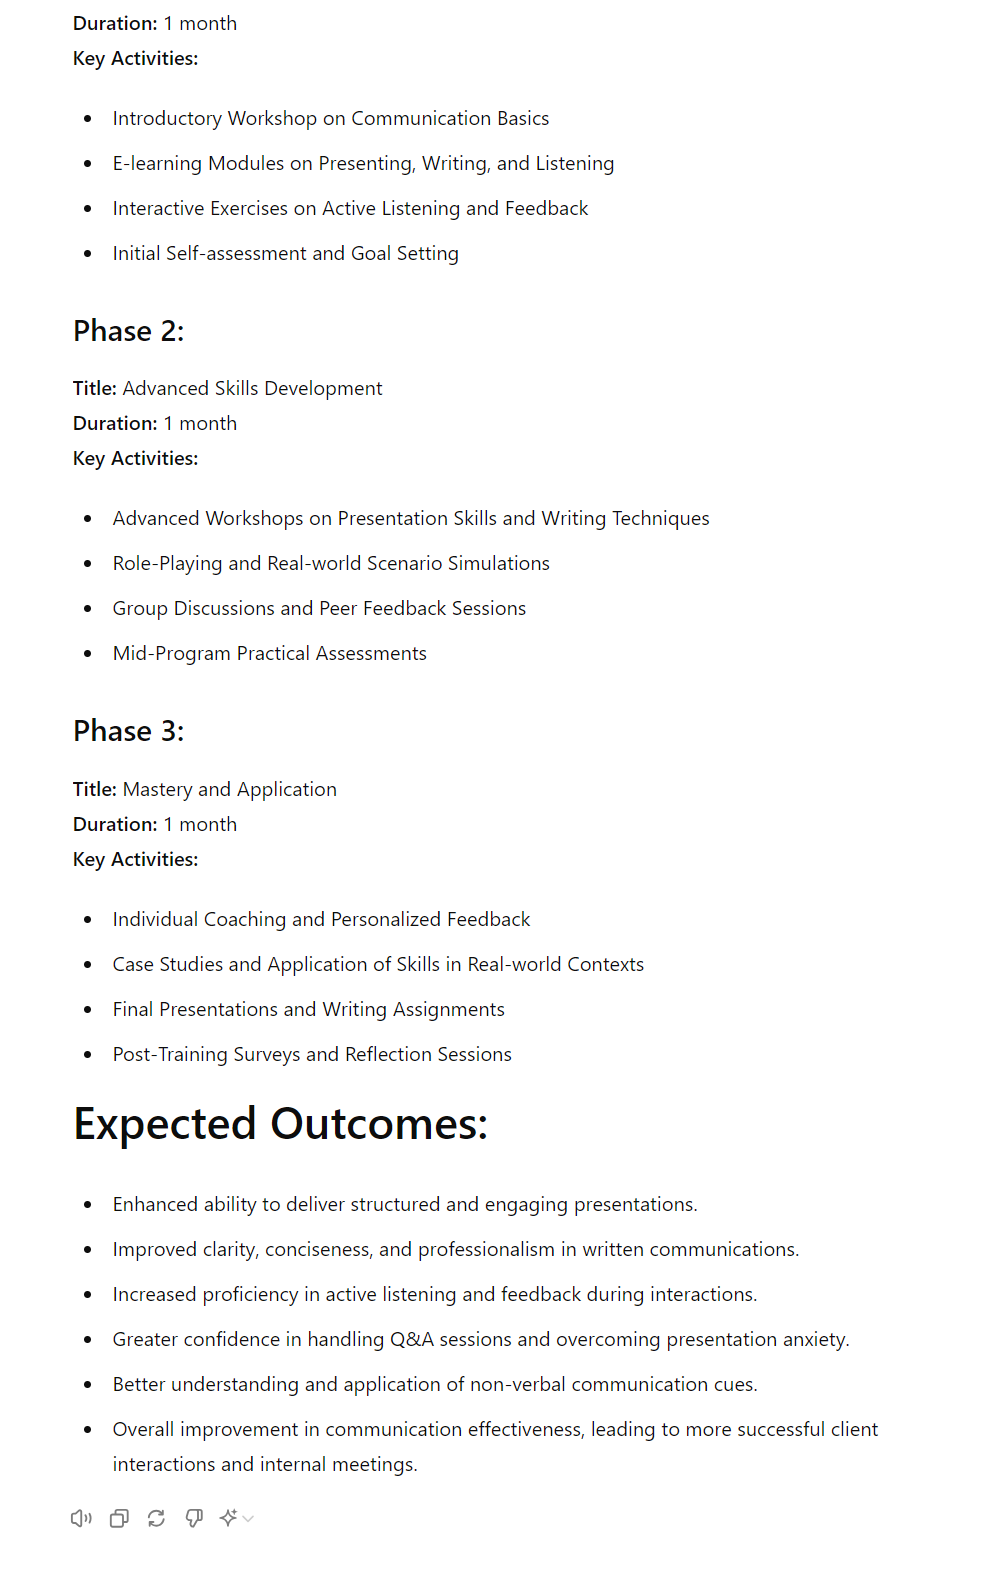 Duration: 1 month
Key Activities:
Introductory Workshop on Communication Basics
E-learning Modules on Presenting, Writing, and Listening
Interactive Exercises on Active Listening and Feedback
Initial Self-assessment and Goal Setting
Phase 2:
Title: Advanced Skills Development
Duration: 1 month
Key Activities:
Advanced Workshops on Presentation Skills and Writing Techniques
Role-Playing and Real-world Scenario Simulations
Group Discussions and Peer Feedback Sessions
Mid-Program Practical Assessments
Phase 3:
Title: Mastery and Application
Duration: 1 month
Key Activities:
Individual Coaching and Personalized Feedback
Case Studies and Application of Skills in Real-world Contexts
Final Presentations and Writing Assignments
Post-Training Surveys and Reflection Sessions
Expected Outcomes:
Enhanced ability to deliver structured and engaging presentations.
Improved clarity, conciseness, and professionalism in written communications.
Increased proficiency in active listening and feedback during interactions.
Greater confidence in handling Q&A sessions and overcoming presentation anxiety.
Better understanding and application of non-verbal communication cues.
Overall improvement in communication effectiveness, leading to more successful client
interactions and internal meetings.